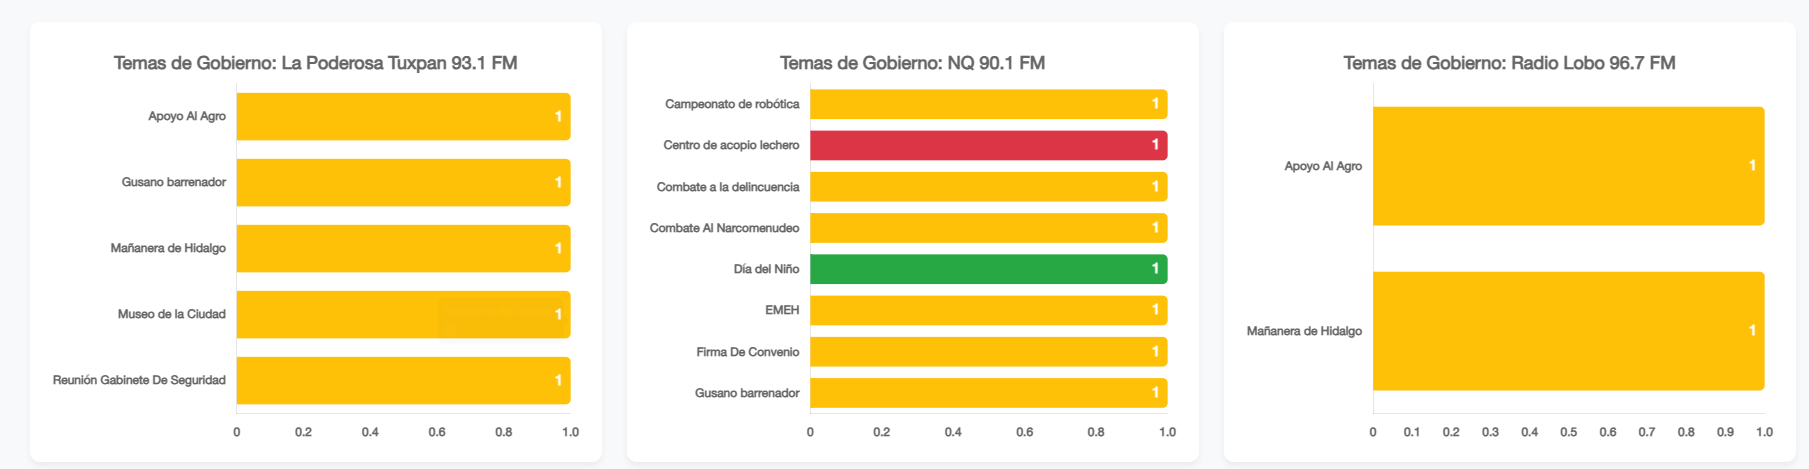 Temas de Gobierno: La Poderosa Tuxpan 93.1 FM
Apoyo Al Agro 1
Gusano barrenador 1
Mañanera de Hidalgo 1
Museo de la Ciudad 1
Reunión Gabinete De Seguridad 1
0 0.2 0.4 0.6 0.8 1.0
Temas de Gobierno: NQ 90.1 FM
Campeonato de robótica 1
Centro de acopio lechero 1
Combate a la delincuencia 1
Combate Al Narcomenudeo 1
Día del Niño 1
EMEH 1
Firma De Convenio 1
Gusano barrenador 1
0 0.2 0.4 0.6 0.8 1.0
Temas de Gobierno: Radio Lobo 96.7 FM
Apoyo Al Agro 1
Mañanera de Hidalgo 1
0 0.1 0.2 0.3 0.4 0.5 0.6 0.7 0.8 0.9 1.0